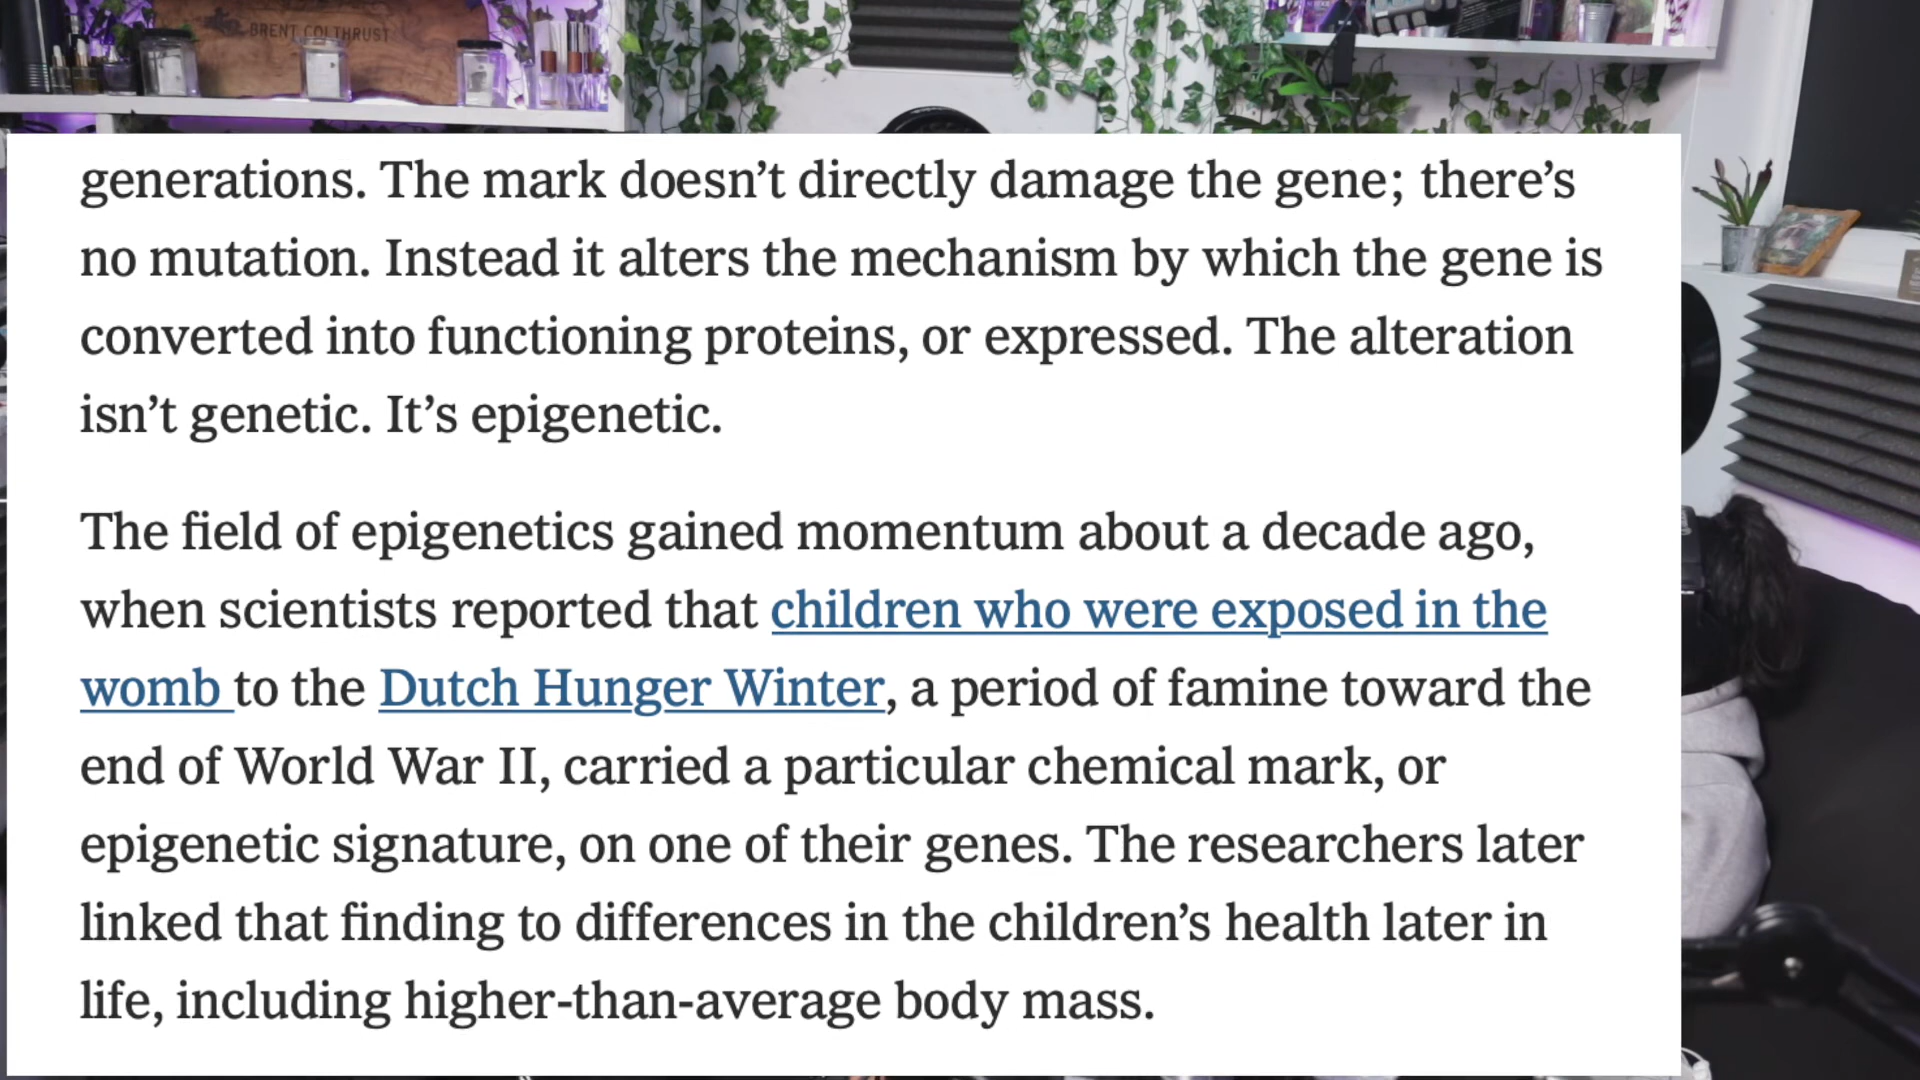 BRENT COLTHRUST
generations. The mark doesn’t directly damage the gene; there’s
no mutation. Instead it alters the mechanism by which the gene is
converted into functioning proteins, or expressed. The alteration
isn’t genetic. It’s epigenetic.
The field of epigenetics gained momentum about a decade ago,
when scientists reported that children who were exposed in the
womb to the Dutch Hunger Winter, a period of famine toward the
end of World War II, carried a particular chemical mark, or
epigenetic signature, on one of their genes. The researchers later
linked that finding to differences in the children’s health later in
life, including higher-than-average body mass.